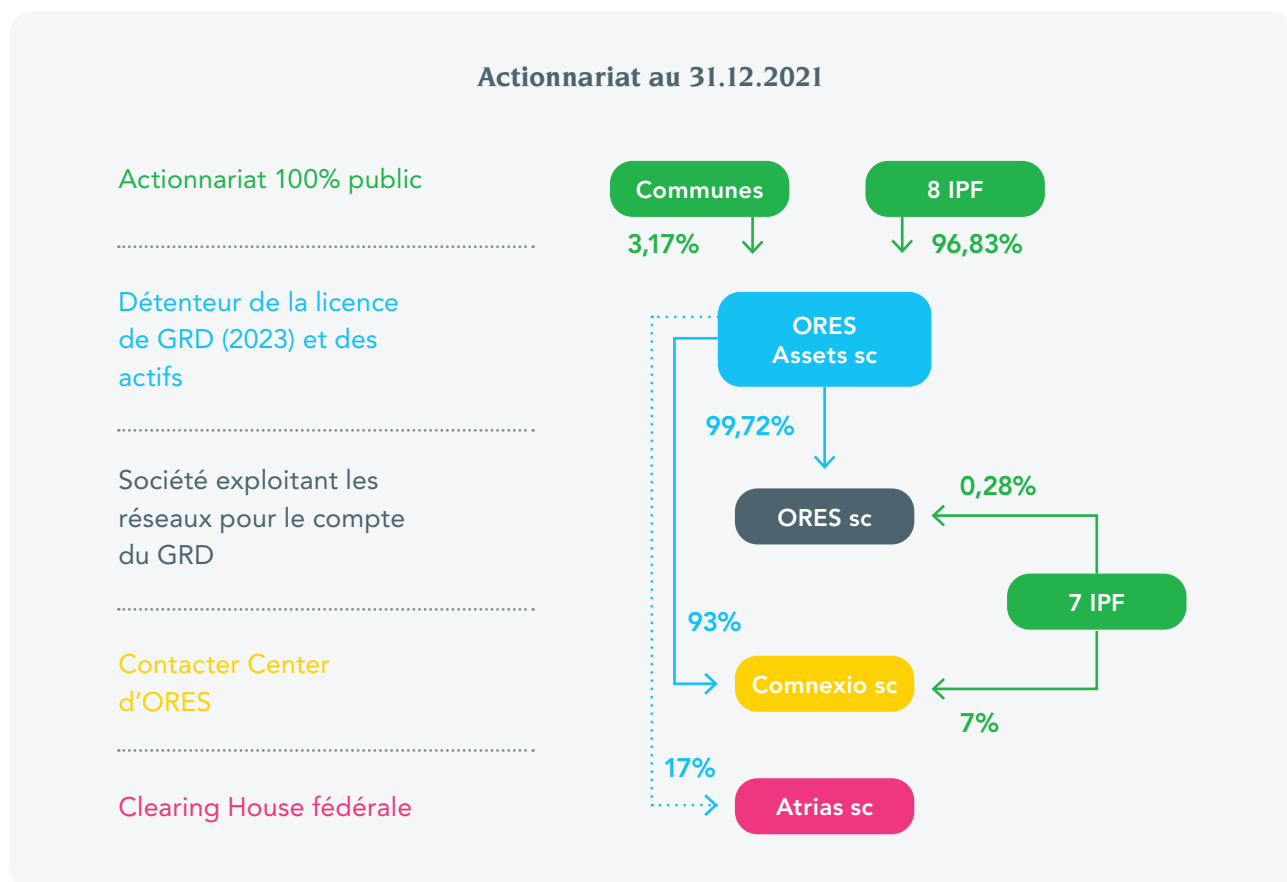 Actionnariat au 31.12.2021
Actionnariat 100% public
Communes
8 IPF
3,17%
96,83%
Détenteur de la licence
de GRD (2023) et des
actifs
ORES
Assets sc
99,72%
Société exploitant les
réseaux pour le compte
du GRD
ORES sc
0,28%
7 IPF
93%
Contacter Center
d'ORES
Comnexio sc
7%
17%
Clearing House fédérale
Atrias sc